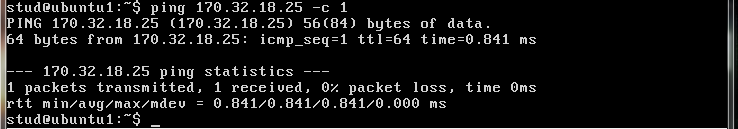 stud@ubuntu1:~$ ping 170.32.18.25 -c 1
PING 170.32.18.25 (170.32.18.25) 56(84) bytes of data.
64 bytes from 170.32.18.25: icmp_seq=1 ttl=64 time=0.841 ms

--- 170.32.18.25 ping statistics ---
1 packets transmitted, 1 received, 0% packet loss, time 0ms
rtt min/avg/max/mdev = 0.841/0.841/0.841/0.000 ms
stud@ubuntu1:~$ _